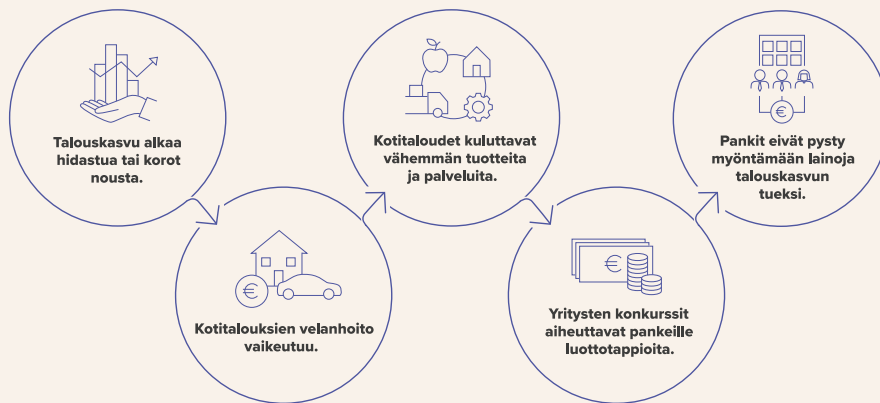 Talouskasvu alkaa
hidastua tai korot
nousta.
Kotitalouksien velanhoito
vaikeutuu.
Kotitaloudet kuluttavat
vähemmän tuotteita
ja palveluita.
Yritysten konkurssit
aiheuttavat pankeille
luottotappioita.
Pankit eivät pysty
myöntämään lainoja
talouskasvun
tueksi.